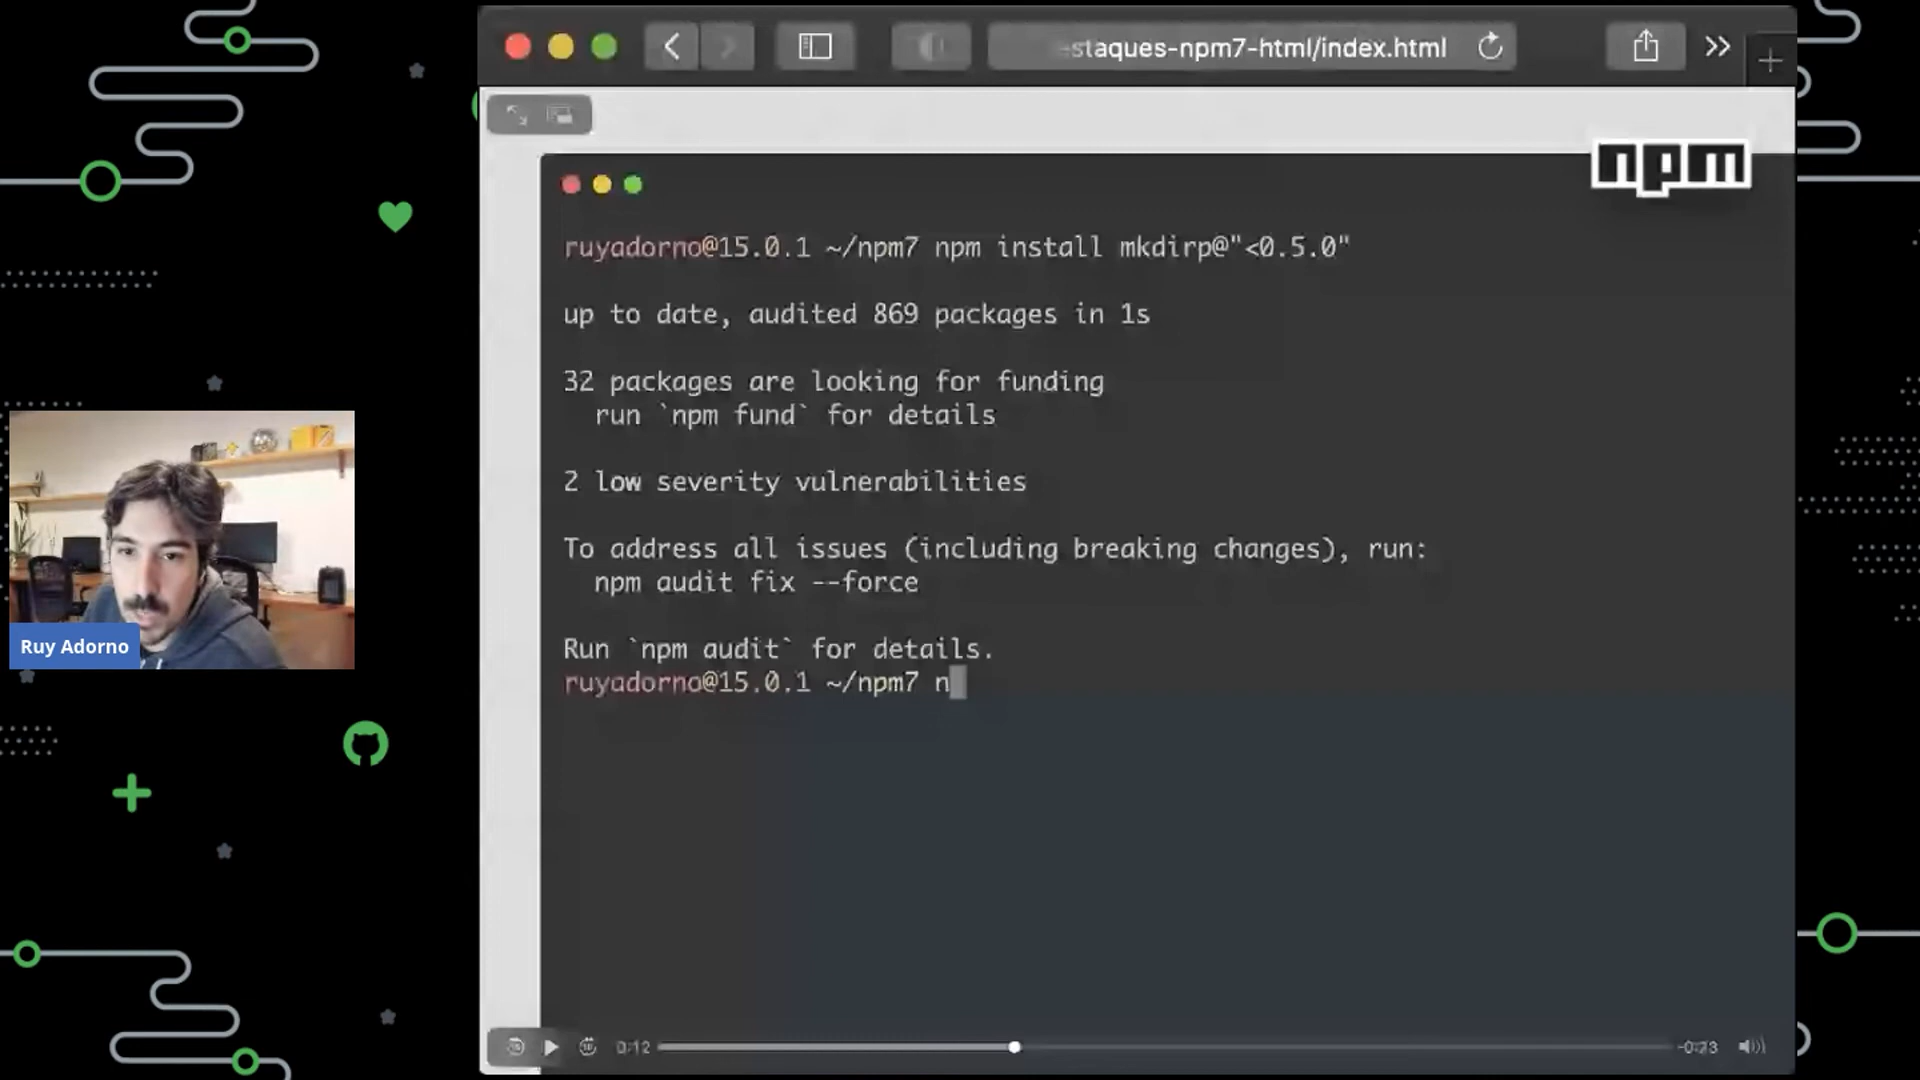 -staques-npm7-html/index.html
npm
ruyadorno@15.0.1 ~/npm7 npm install mkdirp@"<0.5.0"
up to date, audited 869 packages in 1s
32 packages are looking for funding
run `npm fund` for details
2 low severity vulnerabilities
To address all issues (including breaking changes), run:
npm audit fix --force
Run `npm audit` for details.
ruyadorno@15.0.1 ~/npm7 n
Ruy Adorno
0:12
-0:23